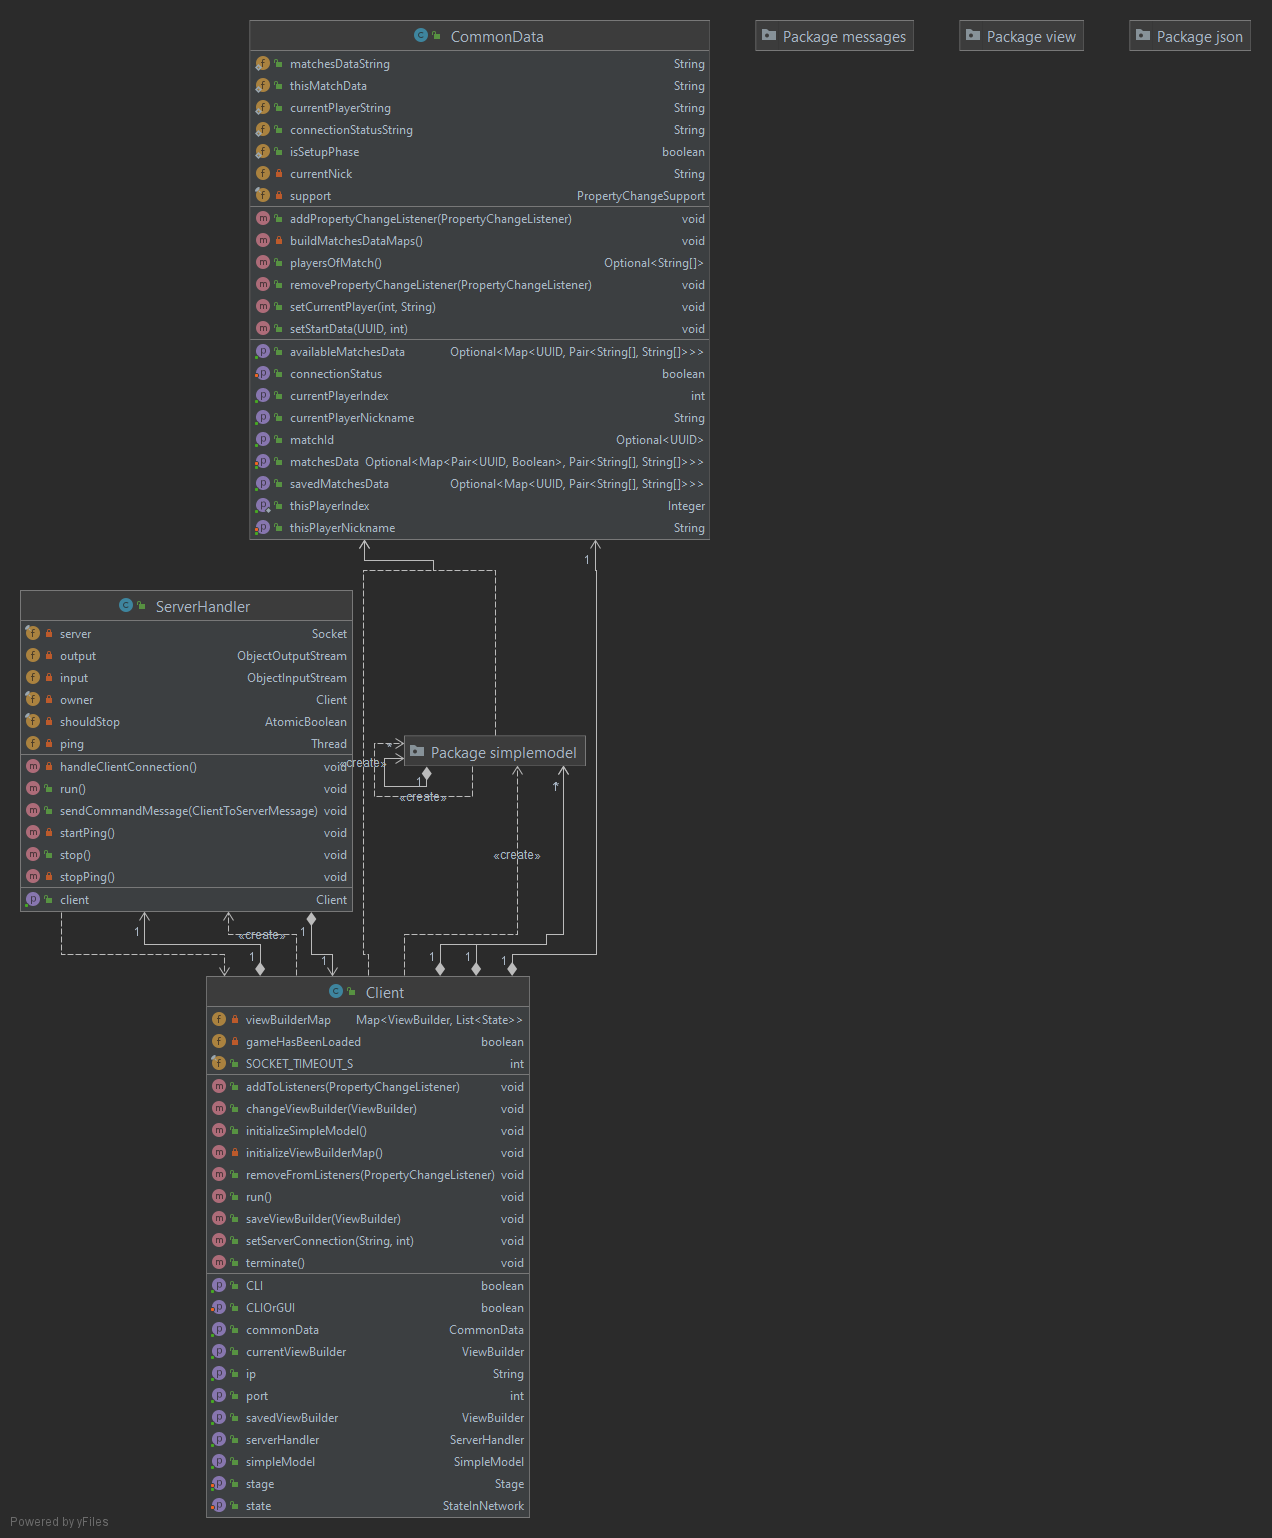 CommonData
matchesDataString String
thisMatchData String
currentPlayerString String
connectionStatusString String
isSetupPhase boolean
currentNick String
support PropertyChangeSupport
addPropertyChangeListener(PropertyChangeListener) void
buildMatchesDataMaps() void
playersOfMatch() Optional<String[]>
removePropertyChangeListener(PropertyChangeListener) void
setCurrentPlayer(int, String) void
setStartData(UUID, int) void
availableMatchesData Optional<Map<UUID, Pair<String[], String[]>>>
connectionStatus boolean
currentPlayerIndex int
currentPlayerNickname String
matchId Optional<UUID>
matchesData Optional<Map<Pair<UUID, Boolean>, Pair<String[], String[]>>>
savedMatchesData Optional<Map<UUID, Pair<String[], String[]>>>
thisPlayerIndex Integer
thisPlayerNickname String
Package messages
Package view
Package json
1
ServerHandler
server Socket
output ObjectOutputStream
input ObjectInputStream
owner Client
shouldStop AtomicBoolean
ping Thread
handleClientConnection() void
run() void
sendCommandMessage(ClientToServerMessage) void
startPing() void
stop() void
stopPing() void
client Client
Package simplemodel
«create»
1
«create»
1
«create»
1
«create»
1
1
1
1
1
1
Client
viewBuilderMap Map<ViewBuilder, List<State>>
gameHasBeenLoaded boolean
SOCKET_TIMEOUT_S int
addToListeners(PropertyChangeListener) void
changeViewBuilder(ViewBuilder) void
initializeSimpleModel() void
initializeViewBuilderMap() void
removeFromListeners(PropertyChangeListener) void
run() void
saveViewBuilder(ViewBuilder) void
setServerConnection(String, int) void
terminate() void
CLI boolean
CLIOrGUI boolean
commonData CommonData
currentViewBuilder ViewBuilder
ip String
port int
savedViewBuilder ViewBuilder
serverHandler ServerHandler
simpleModel SimpleModel
stage Stage
state StateInNetwork
Powered by yFiles